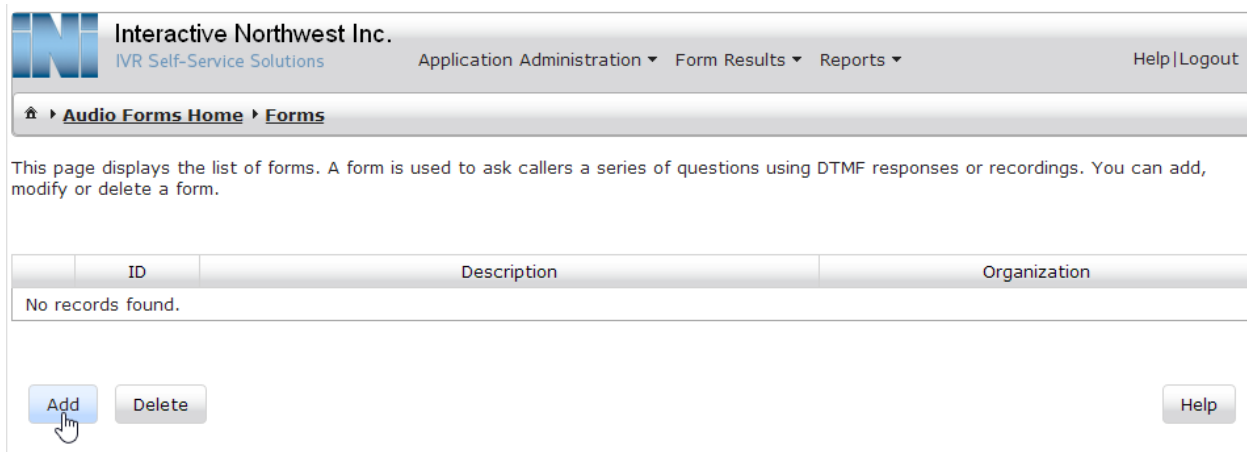 iNi
Interactive Northwest Inc.
IVR Self-Service Solutions
Application Administration Form Results Reports Help|Logout
Audio Forms Home Forms
This page displays the list of forms. A form is used to ask callers a series of questions using DTMF responses or recordings. You can add,
modify or delete a form.
ID Description Organization
No records found.
Add Delete Help